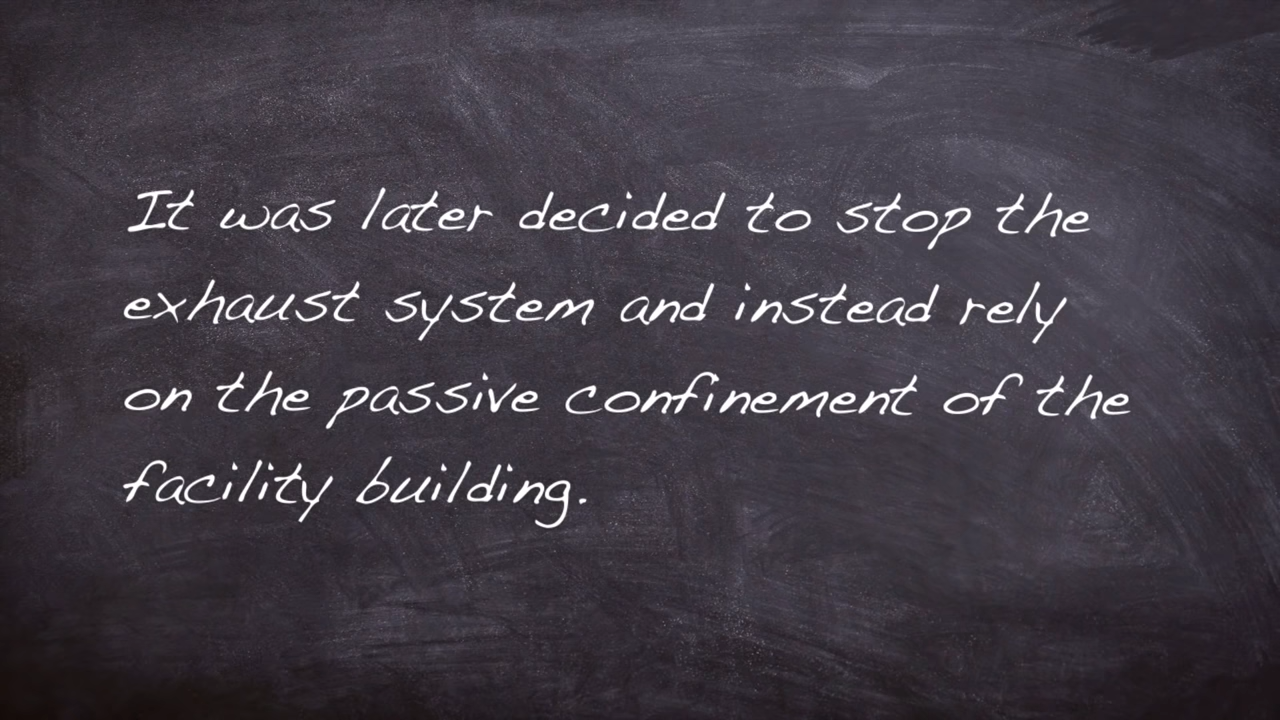 It was later decided to stop the
exhaust system and instead rely
on the passive confinement of the
facility building.